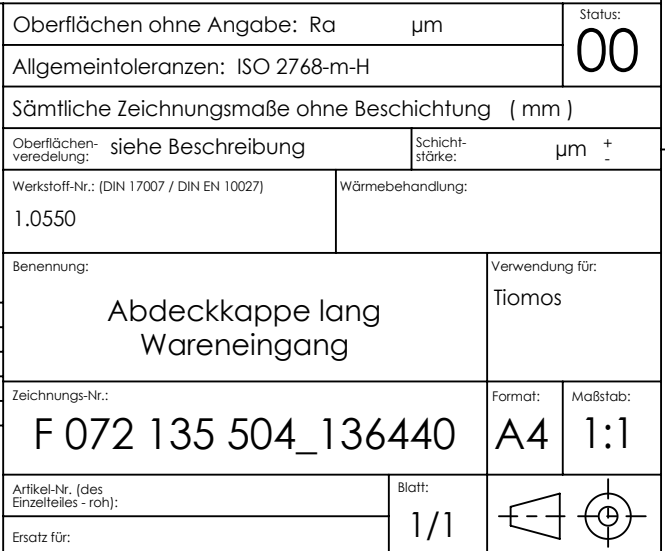 Oberflächen ohne Angabe: Ra µm
Status:
00
Allgemeintoleranzen: ISO 2768-m-H
Sämtliche Zeichnungsmaße ohne Beschichtung ( mm )
Oberflächen-
veredelung: siehe Beschreibung
Schicht-
stärke: µm +
-
Werkstoff-Nr.: (DIN 17007 / DIN EN 10027)
1.0550
Wärmebehandlung:
Benennung:
Abdeckkappe lang
Wareneingang
Verwendung für:
Tiomos
Zeichnungs-Nr.:
F 072 135 504_136440
Format:
A4
Maßstab:
1:1
Artikel-Nr. (des
Einzelteiles - roh):
Ersatz für:
Blatt:
1/1